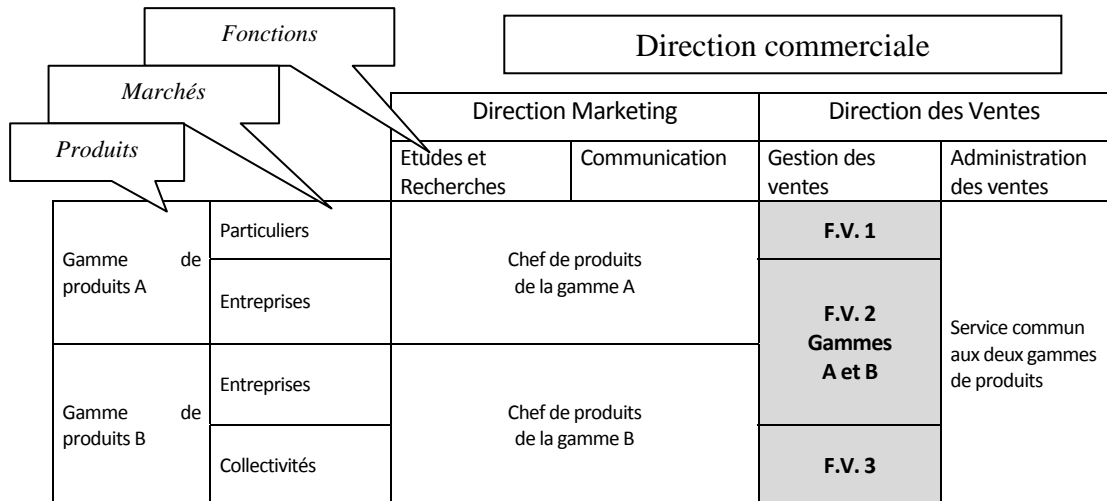 Fonctions
Direction commerciale
Marchés
Produits
Direction Marketing
Direction des Ventes
Etudes et
Recherches
Communication
Gestion des
ventes
Administration
des ventes
Gamme de
produits A
Particuliers
Entreprises
Chef de produits
de la gamme A
F.V. 1
F.V. 2
Gammes
A et B
Service commun
aux deux gammes
de produits
Gamme de
produits B
Entreprises
Collectivités
Chef de produits
de la gamme B
F.V. 3